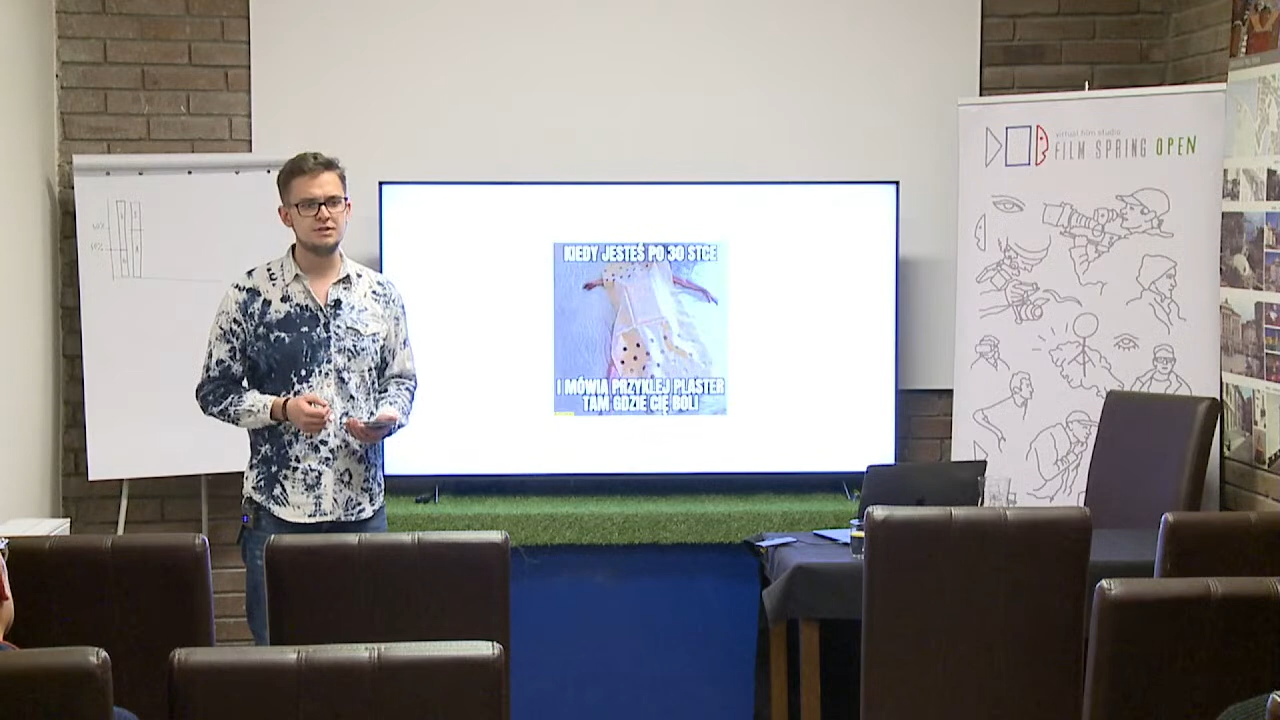 KIEDY JESTEŚ PO 30 STCE
I MÓWIĄ PRZYKLEJ PLASTER
TAM GDZIE CIĘ BOLI
virtual film studio
FILM SPRING OPEN